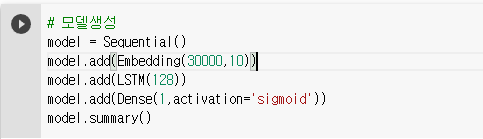 # 모델생성
model = Sequential()
model.add(Embedding(30000,10))
model.add(LSTM(128))
model.add(Dense(1,activation='sigmoid'))
model.summary()